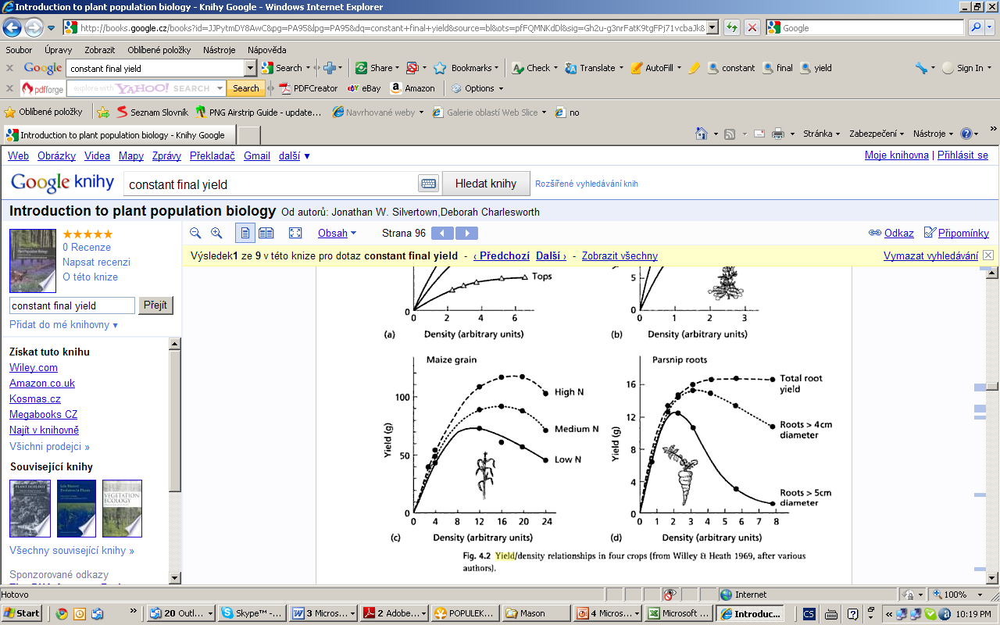 Introduction to plant population biology - Knihy Google - Windows Internet Explorer
http://books.google.cz/books?id=JJPytmDY8AwC&pg=PA95&lpg=PA95&dq=constant+final+yield&source=bl&ots=pfFQMNKdDl&sig=Gh2u-g3nrFatK9tgFPj71vcbaJk&
Google
Soubor Úpravy Zobrazit Oblíbené položky Nástroje Nápověda
x Google constant final yield Search Share Bookmarks Check Translate AutoFill constant final yield Sign In
x pdfforge explore with YAHOO! SEARCH Search PDFCreator eBay Amazon Options
Oblíbené položky Seznam Slovník PNG Airstrip Guide - update... Navrhované weby Galerie oblastí Web Slice no
Introduction to plant population biology - Knihy Google Stránka Zabezpečení Nástroje »
Web Obrázky Videa Mapy Zprávy Překladač Gmail další ▼ Moje knihovna | Přihlásit se
Google knihy constant final yield Hledat knihy Rozšířené vyhledávání knih
Introduction to plant population biology Od autorů: Jonathan W. Silvertown,Deborah Charlesworth
Obsah Strana 96 Odkaz Připomínky
Výsledek1 ze 9 v této knize pro dotaz constant final yield - ‹ Předchozí Další › - Zobrazit všechny Vymazat vyhledávání
0 Recenze
Napsat recenzi
O této knize
constant final yield Přejít
Přidat do mé knihovny ▼
Získat tuto knihu
Wiley.com
Amazon.co.uk
Kosmas.cz
Megabooks CZ
Najít v knihovně
Všichni prodejci »
Související knihy
VEGETATION
ECOLOGY
Všechny související knihy »
Sponzorované odkazy
Tops
0
0 2 4 6
(a) Density (arbitrary units)
5
0
0 1 2 3
(b) Density (arbitrary units)
Maize grain
Yield (g)
100
50
0
High N
Medium N
Low N
0 4 8 12 16 20 24
(c) Density (arbitrary units)
Parsnip roots
Yield (g)
16
12
8
4
0
Total root
yield
Roots > 4cm
diameter
Roots > 5cm
diameter
0 1 2 3 4 5 6 7 8
(d) Density (arbitrary units)
Fig. 4.2 Yield/density relationships in four crops (from Willey & Heath 1969, after various
authors).
Hotovo Internet 100%
Start » 20 Outl... Skype™ -... 3 Micros... 2 Adobe... POPULEK... Mason 4 Micros... Microsoft ... Introduc... CS « 10:19 PM